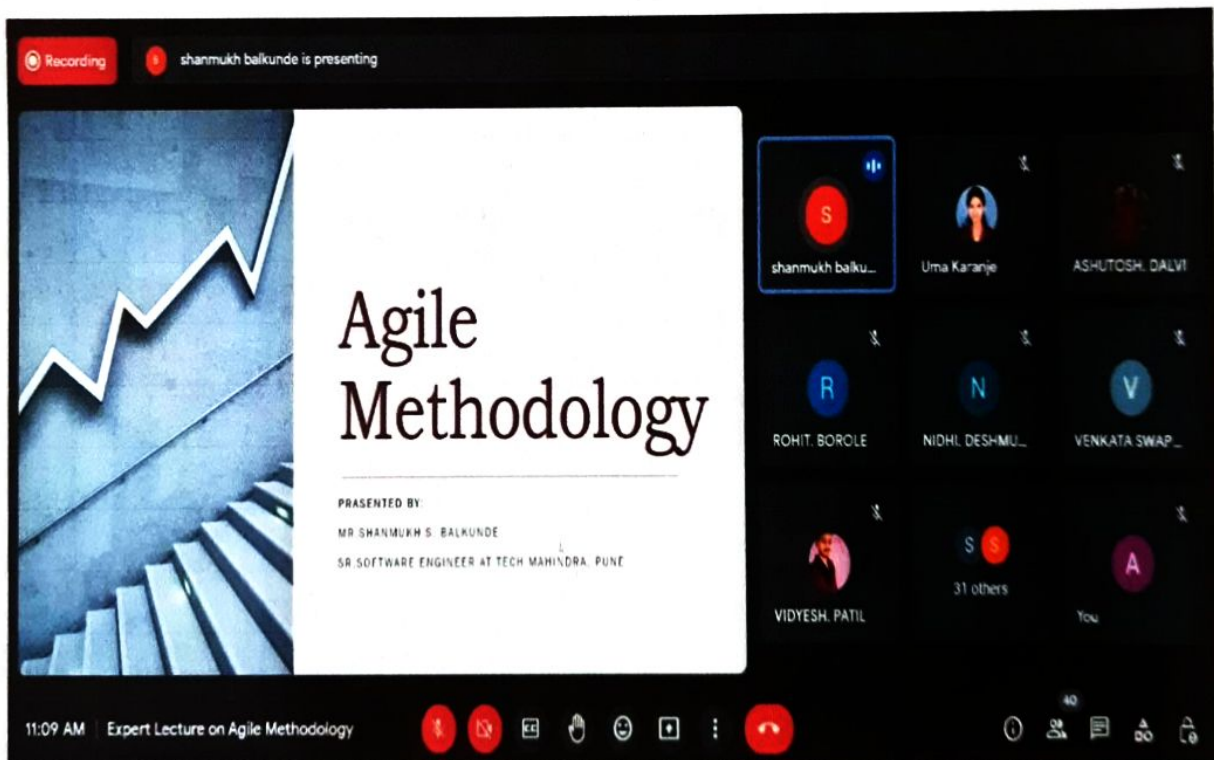 Recording
shanmukh balkunde is presenting
Agile
Methodology
PRASENTED BY:
MR.SHANMUKH S. BALKUNDE
SR.SOFTWARE ENGINEER AT TECH MAHINDRA, PUNE
S
shanmukh balku...
Uma Karanje
ASHUTOSH. DALVI
R
ROHIT. BOROLE
N
NIDHI. DESHMU...
V
VENKATA SWAP...
VIDYESH. PATIL
S S
31 others
A
You
11:09 AM | Expert Lecture on Agile Methodology
CC
40